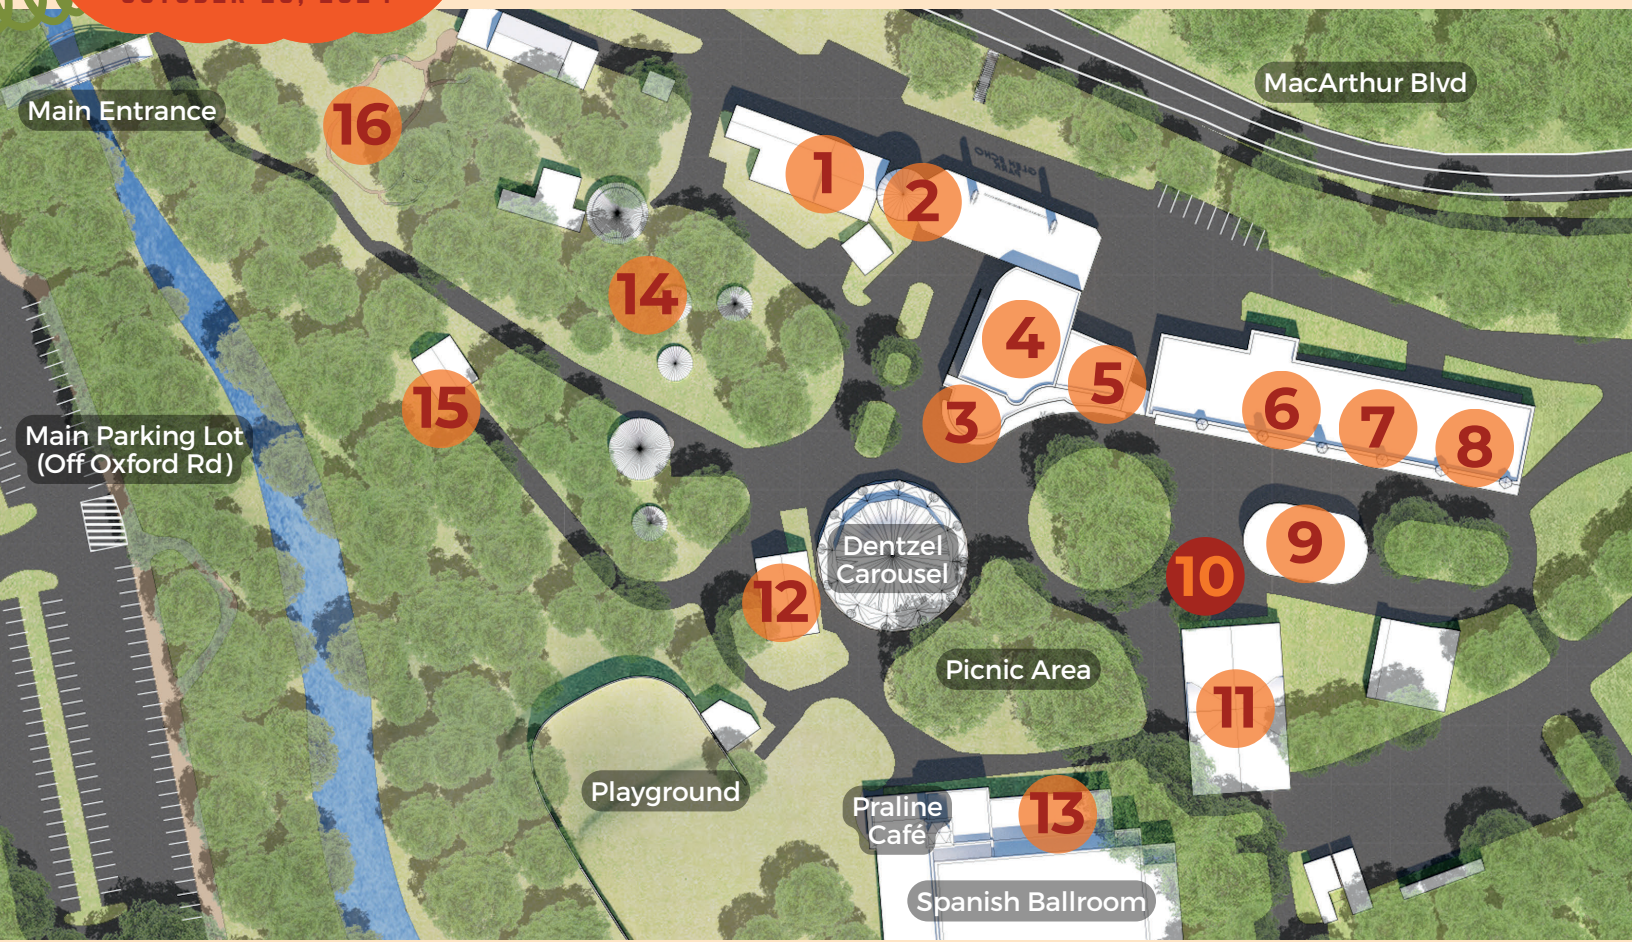 MacArthur Blvd
Main Entrance
16
1
2
14
4
5
3
15
6
7
8
Main Parking Lot
(Off Oxford Rd)
9
Dentzel
Carousel
10
12
Picnic Area
11
Playground
Praline
Café
13
Spanish Ballroom